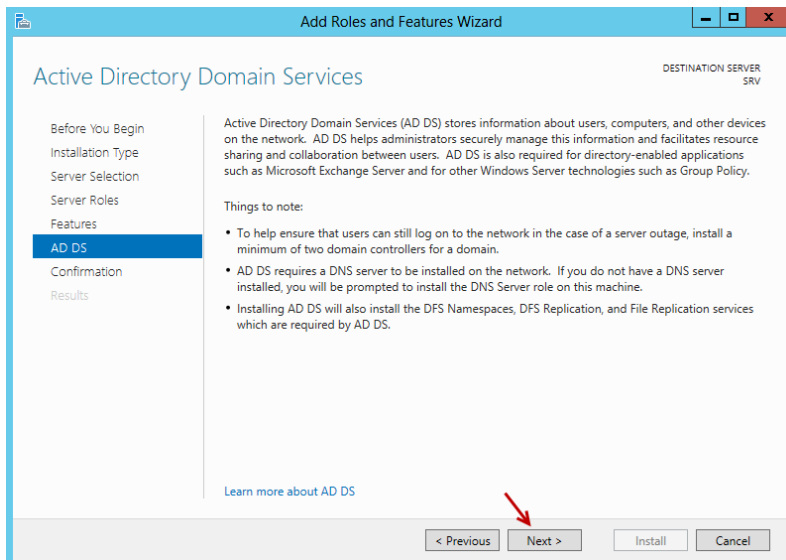 Add Roles and Features Wizard
Active Directory Domain Services
DESTINATION SERVER
SRV
Before You Begin
Installation Type
Server Selection
Server Roles
Features
AD DS
Confirmation
Results
Active Directory Domain Services (AD DS) stores information about users, computers, and other devices
on the network. AD DS helps administrators securely manage this information and facilitates resource
sharing and collaboration between users. AD DS is also required for directory-enabled applications
such as Microsoft Exchange Server and for other Windows Server technologies such as Group Policy.
Things to note:
• To help ensure that users can still log on to the network in the case of a server outage, install a
minimum of two domain controllers for a domain.
• AD DS requires a DNS server to be installed on the network. If you do not have a DNS server
installed, you will be prompted to install the DNS Server role on this machine.
• Installing AD DS will also install the DFS Namespaces, DFS Replication, and File Replication services
which are required by AD DS.
Learn more about AD DS
< Previous Next > Install Cancel